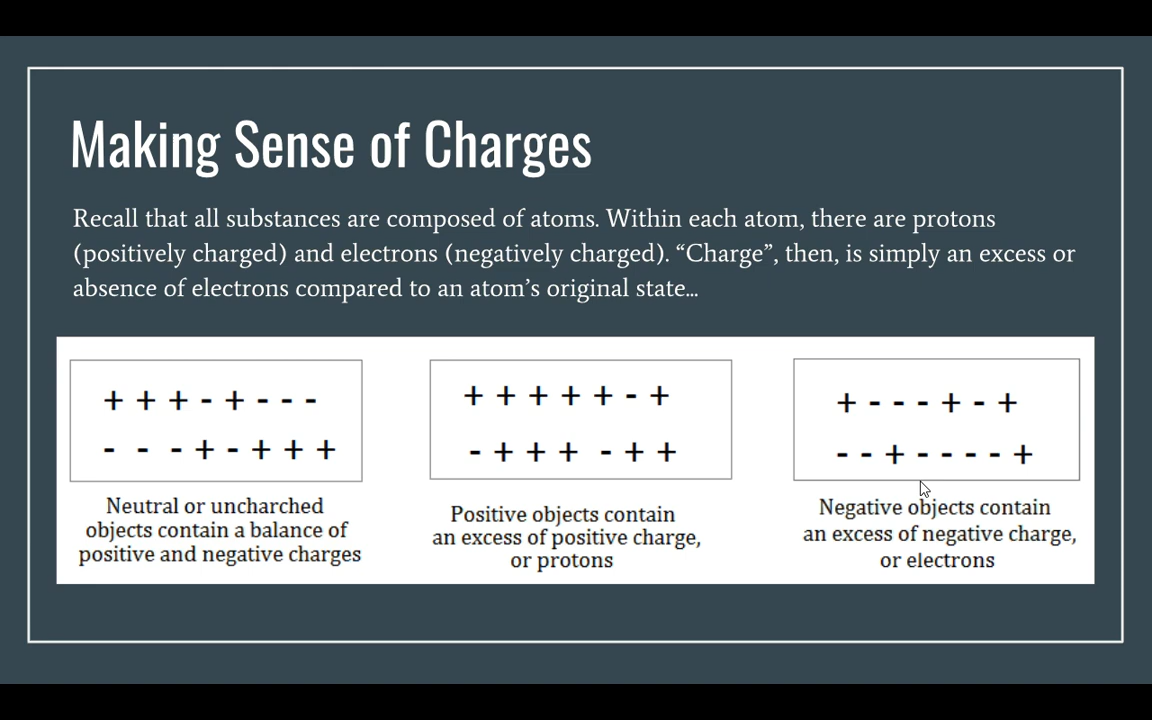 Making Sense of Charges
Recall that all substances are composed of atoms. Within each atom, there are protons
(positively charged) and electrons (negatively charged). “Charge”, then, is simply an excess or
absence of electrons compared to an atom’s original state...
+ + + - + - - -
- - - + - + + +
Neutral or uncharched
objects contain a balance of
positive and negative charges
+ + + + + - +
- + + + - + +
Positive objects contain
an excess of positive charge,
or protons
+ - - - + - +
- - + - - - - +
Negative objects contain
an excess of negative charge,
or electrons